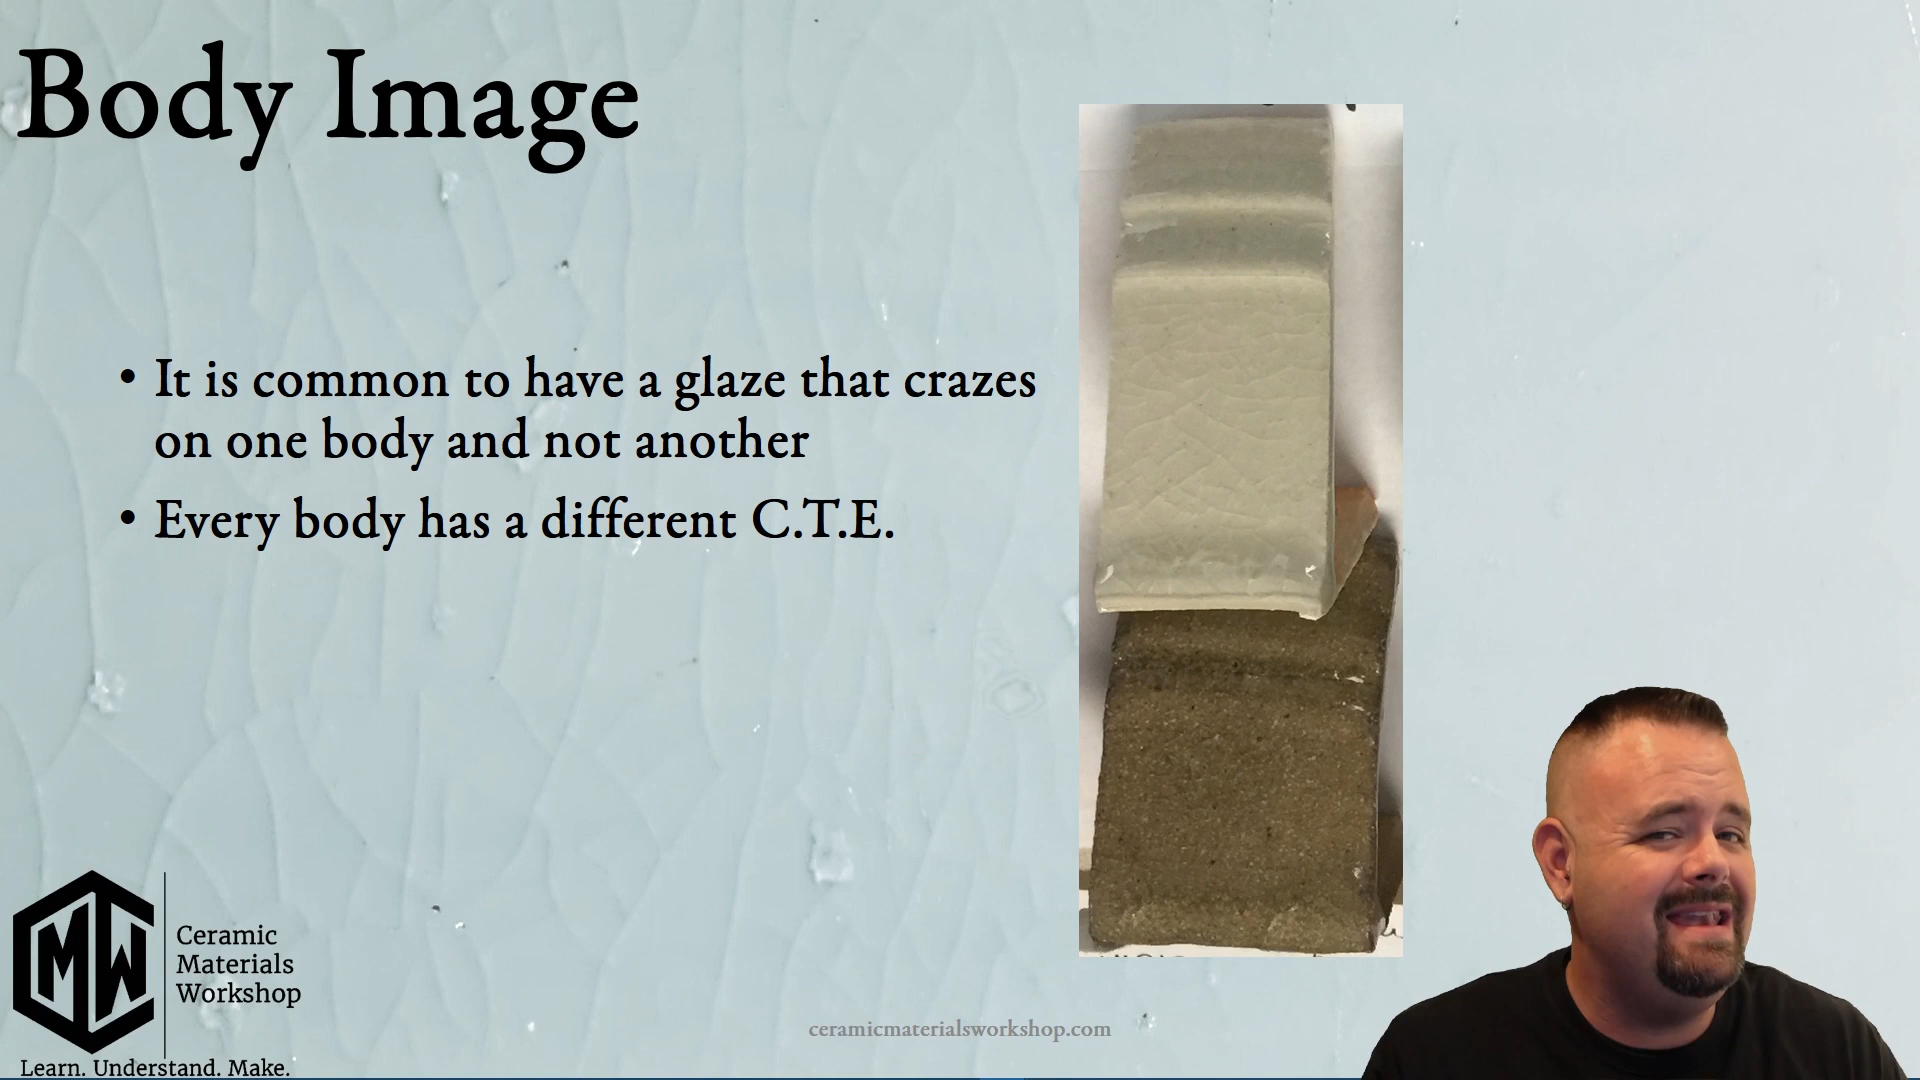 Body Image
• It is common to have a glaze that crazes
on one body and not another
• Every body has a different C.T.E.
CMW
Ceramic
Materials
Workshop
Learn. Understand. Make.
ceramicmaterialsworkshop.com